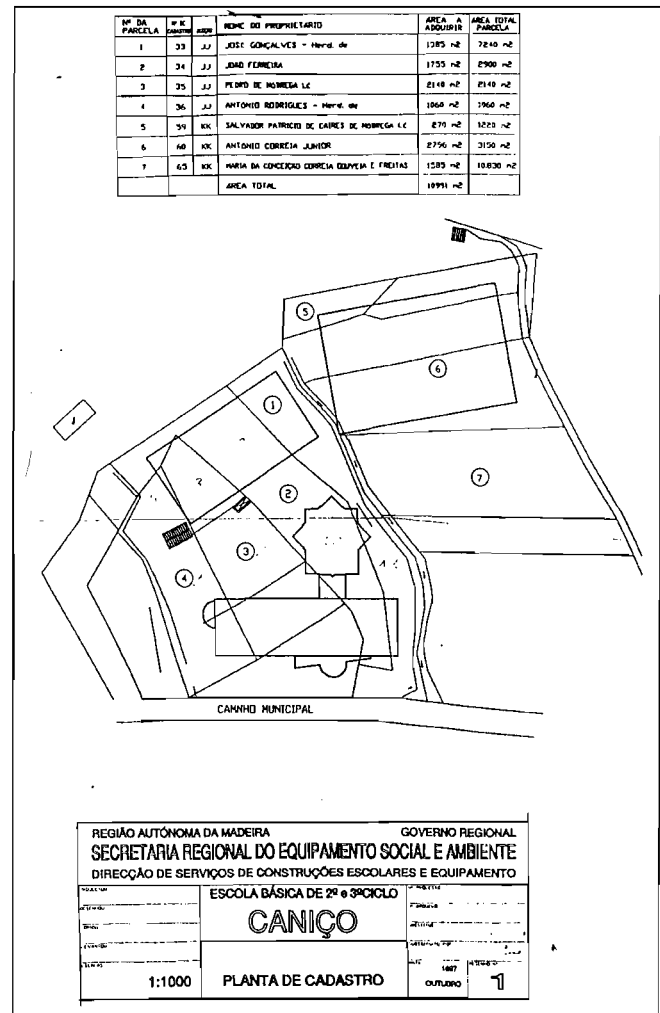 Nº DA PARCELA Nº DE CADASTRO SECÇÃO NOME DO PROPRIETARIO AREA A ADQUIRIR AREA TOTAL PARCELA
1 33 JJ JOSE GONÇALVES - Herd. de 1385 m2 7240 m2
2 34 JJ JOAO FERREIRA 1755 m2 2900 m2
3 35 JJ PEDRO DE NOBREGA LC 2140 m2 2140 m2
4 36 JJ ANTONIO RODRIGUES - Herd. de 1060 m2 1960 m2
5 59 KK SALVADOR PATRICIO DE CAIRES DE NOBREGA LC 270 m2 1220 m2
6 60 KK ANTONIO CORREIA JUNIOR 2796 m2 3150 m2
7 65 KK MARIA DA CONCEIÇÃO CORREIA GOUVEIA E FREITAS 1585 m2 10.830 m2
AREA TOTAL 10991 m2
5
6
1
7
2
3
4
CAMNHO MUNICIPAL
REGIÃO AUTÓNOMA DA MADEIRA GOVERNO REGIONAL
SECRETARIA REGIONAL DO EQUIPAMENTO SOCIAL E AMBIENTE
DIRECÇÃO DE SERVIÇOS DE CONSTRUÇÕES ESCOLARES E EQUIPAMENTO
ESCOLA BÁSICA DE 2º e 3ºCICLO
CANIÇO
1:1000 PLANTA DE CADASTRO
1997
OUTUBRO 1